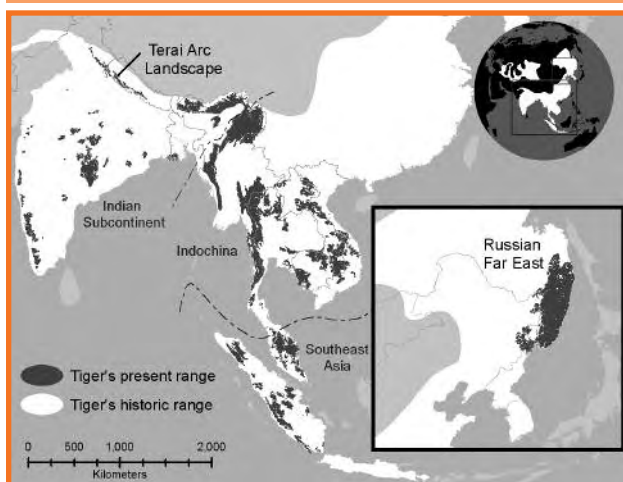 Terai Arc
Landscape
Indian
Subcontinent
Indochina
Russian
Far East
Southeast
Asia
Tiger's present range
Tiger's historic range
0 500 1,000 2,000
Kilometers